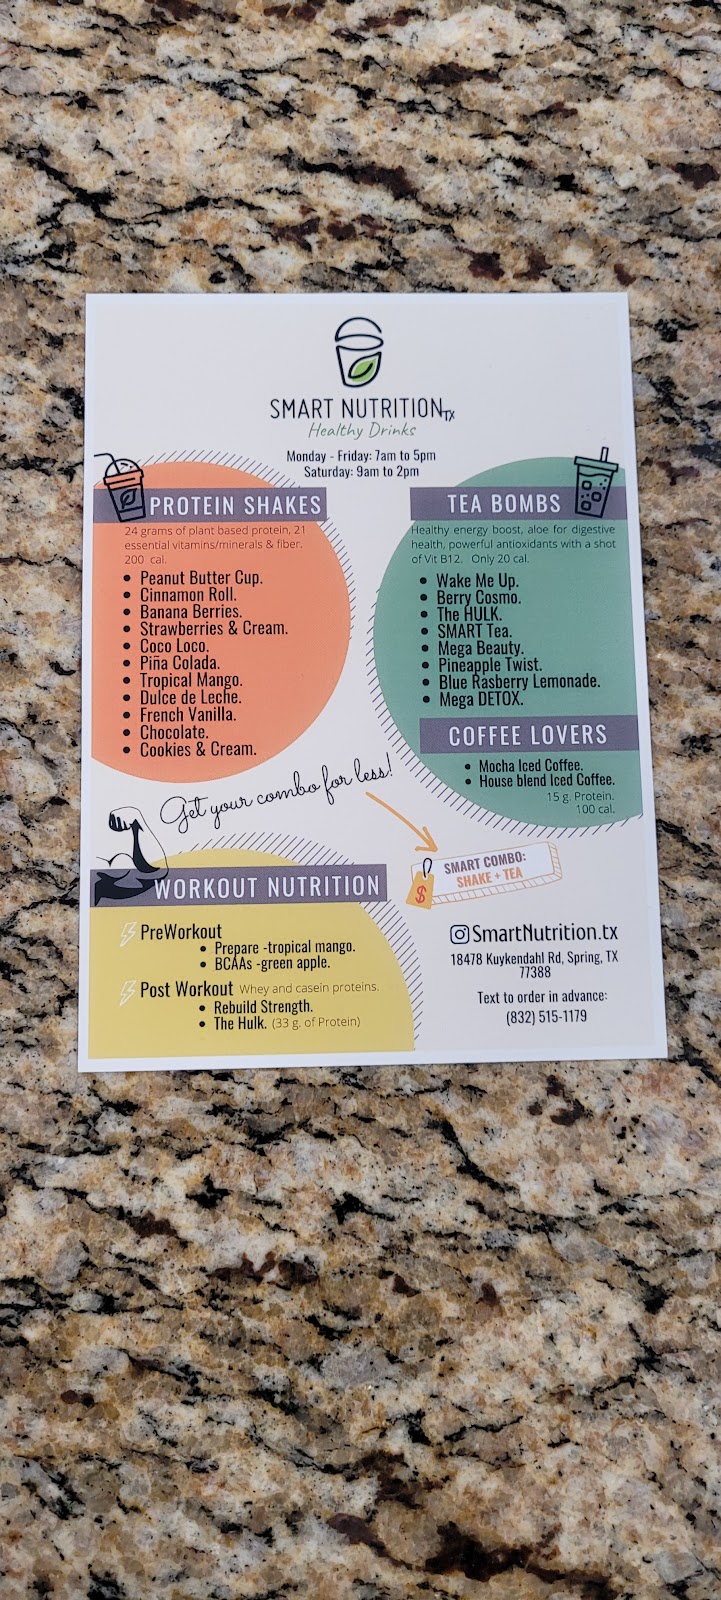 SMART NUTRITION TX
Healthy Drinks
Monday - Friday: 7am to 5pm
Saturday: 9am to 2pm
PROTEIN SHAKES
24 grams of plant based protein, 21
essential vitamins/minerals & fiber.
200 cal.
Peanut Butter Cup.
Cinnamon Roll.
Banana Berries.
Strawberries & Cream.
Coco Loco.
Piña Colada.
Tropical Mango.
Dulce de Leche.
French Vanilla.
Chocolate.
Cookies & Cream.
TEA BOMBS
Healthy energy boost, aloe for digestive
health, powerful antioxidants with a shot
of Vit B12. Only 20 cal.
Wake Me Up.
Berry Cosmo.
The HULK.
SMART Tea.
Mega Beauty.
Pineapple Twist.
Blue Rasberry Lemonade.
Mega DETOX.
COFFEE LOVERS
Mocha Iced Coffee.
House blend Iced Coffee.
15 g. Protein.
100 cal.
Get your combo for less!
$
SMART COMBO:
SHAKE + TEA
WORKOUT NUTRITION
PreWorkout
Prepare -tropical mango.
BCAAs -green apple.
Post Workout Whey and casein proteins.
Rebuild Strength.
The Hulk. (33 g. of Protein)
SmartNutrition.tx
18478 Kuykendahl Rd, Spring, TX
77388
Text to order in advance:
(832) 515-1179